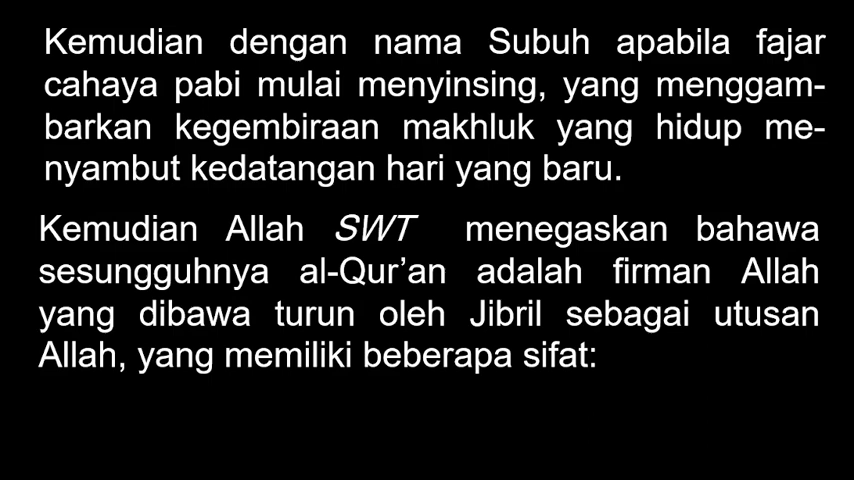 Kemudian dengan nama Subuh apabila fajar
cahaya pabi mulai menyinsing, yang menggam-
barkan kegembiraan makhluk yang hidup me-
nyambut kedatangan hari yang baru.
Kemudian Allah SWT menegaskan bahawa
sesungguhnya al-Qur’an adalah firman Allah
yang dibawa turun oleh Jibril sebagai utusan
Allah, yang memiliki beberapa sifat: